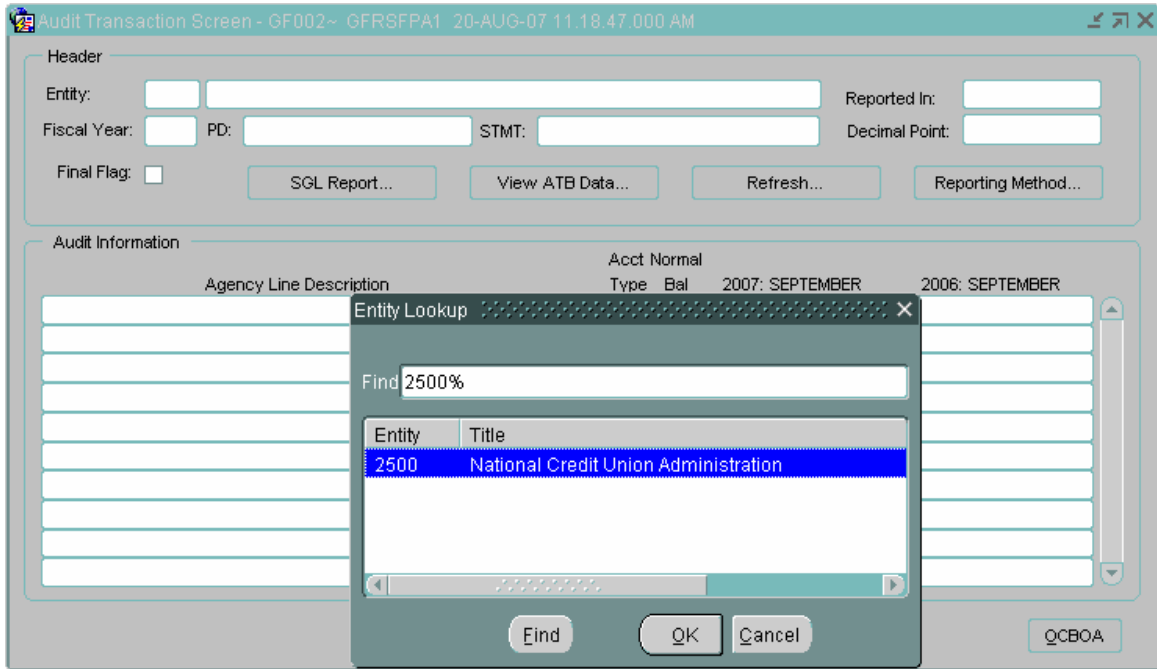 Audit Transaction Screen - GF002~ GFRSFPA1 20-AUG-07 11.18.47.000 AM
Header
Entity:
Reported In:
Fiscal Year: PD: STMT: Decimal Point:
Final Flag: SGL Report... View ATB Data... Refresh... Reporting Method...
Audit Information
Acct Normal
Agency Line Description Type Bal 2007: SEPTEMBER 2006: SEPTEMBER
Entity Lookup
Find 2500%
Entity Title
2500 National Credit Union Administration
Find OK Cancel
OCBOA